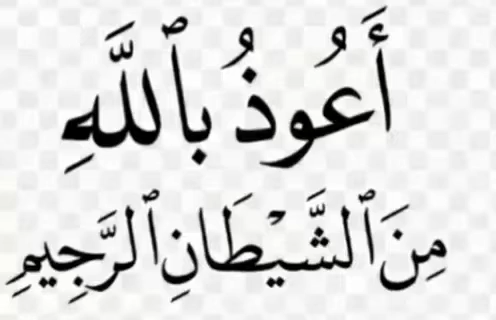 أَعُوذُ بِٱللَّهِ
مِنَ ٱلشَّيْطَانِ ٱلرَّجِيمِ